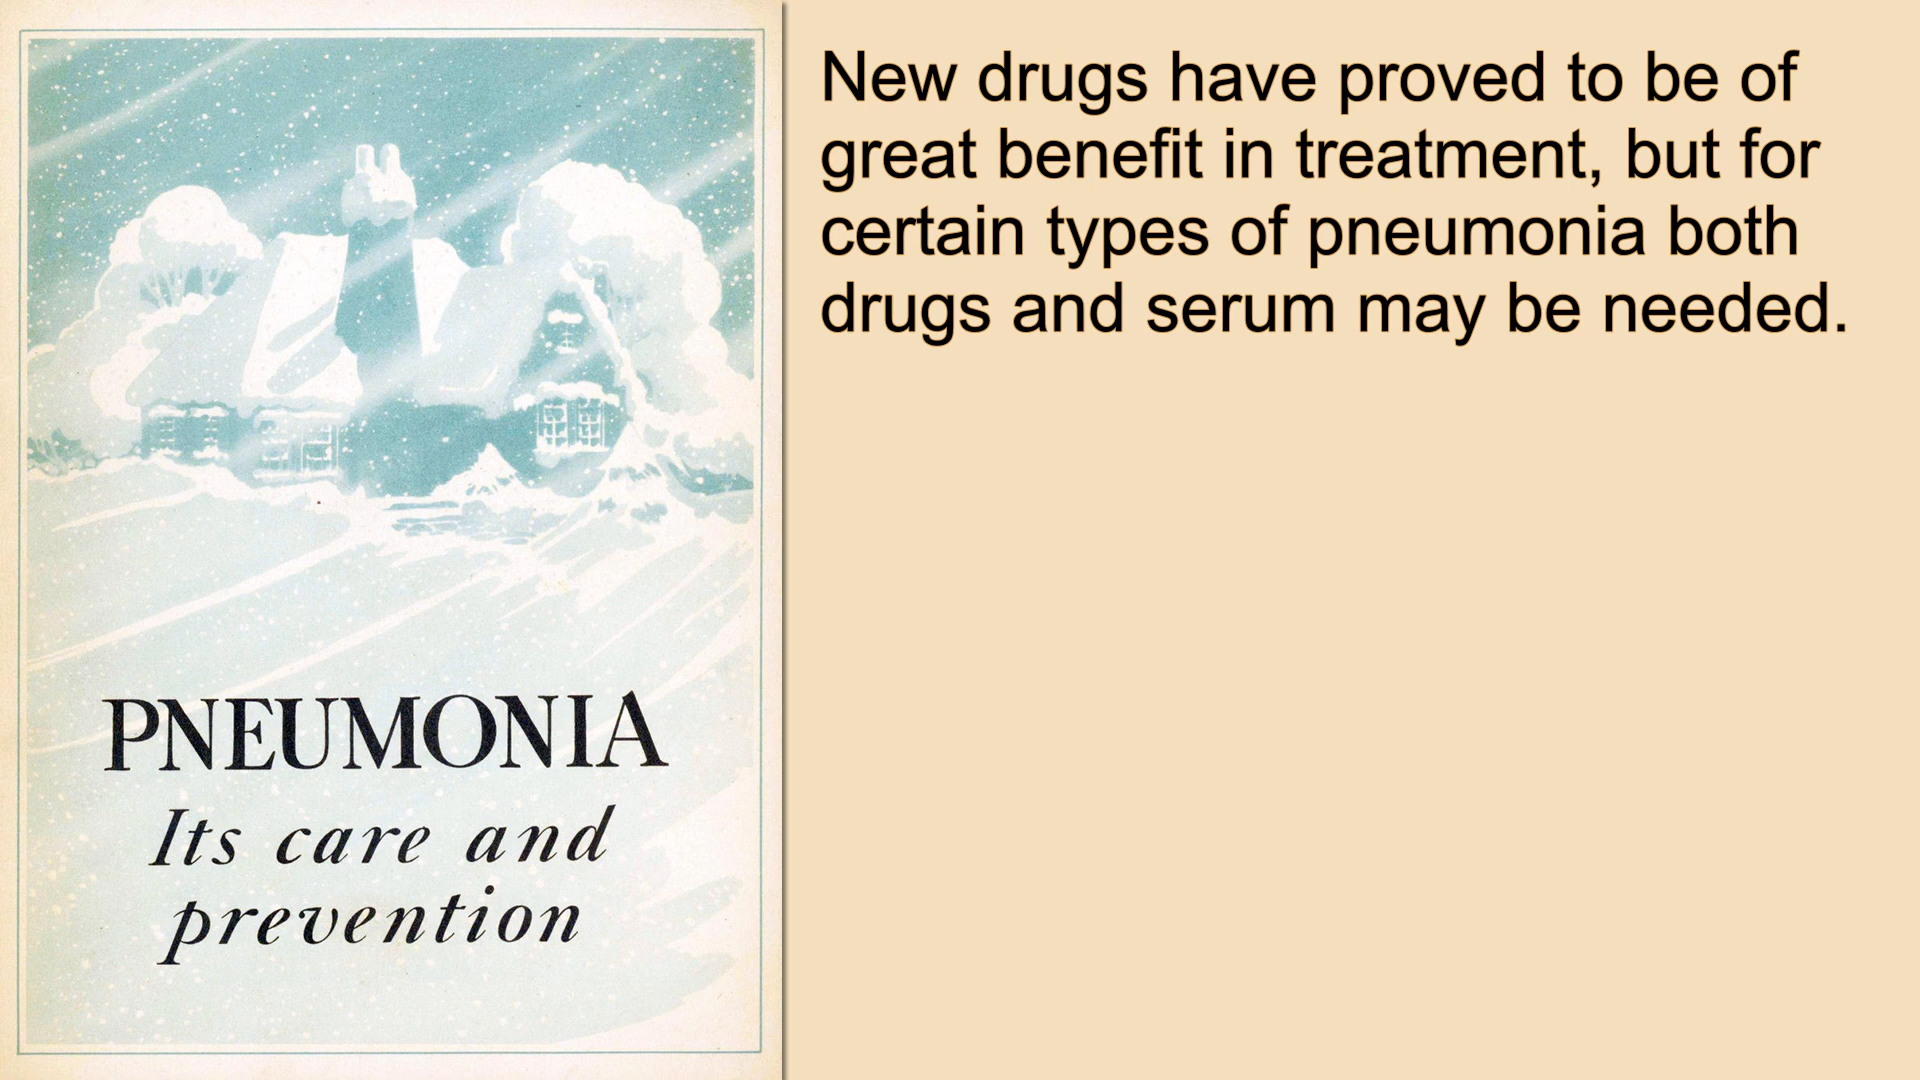 PNEUMONIA
Its care and
prevention
New drugs have proved to be of
great benefit in treatment, but for
certain types of pneumonia both
drugs and serum may be needed.